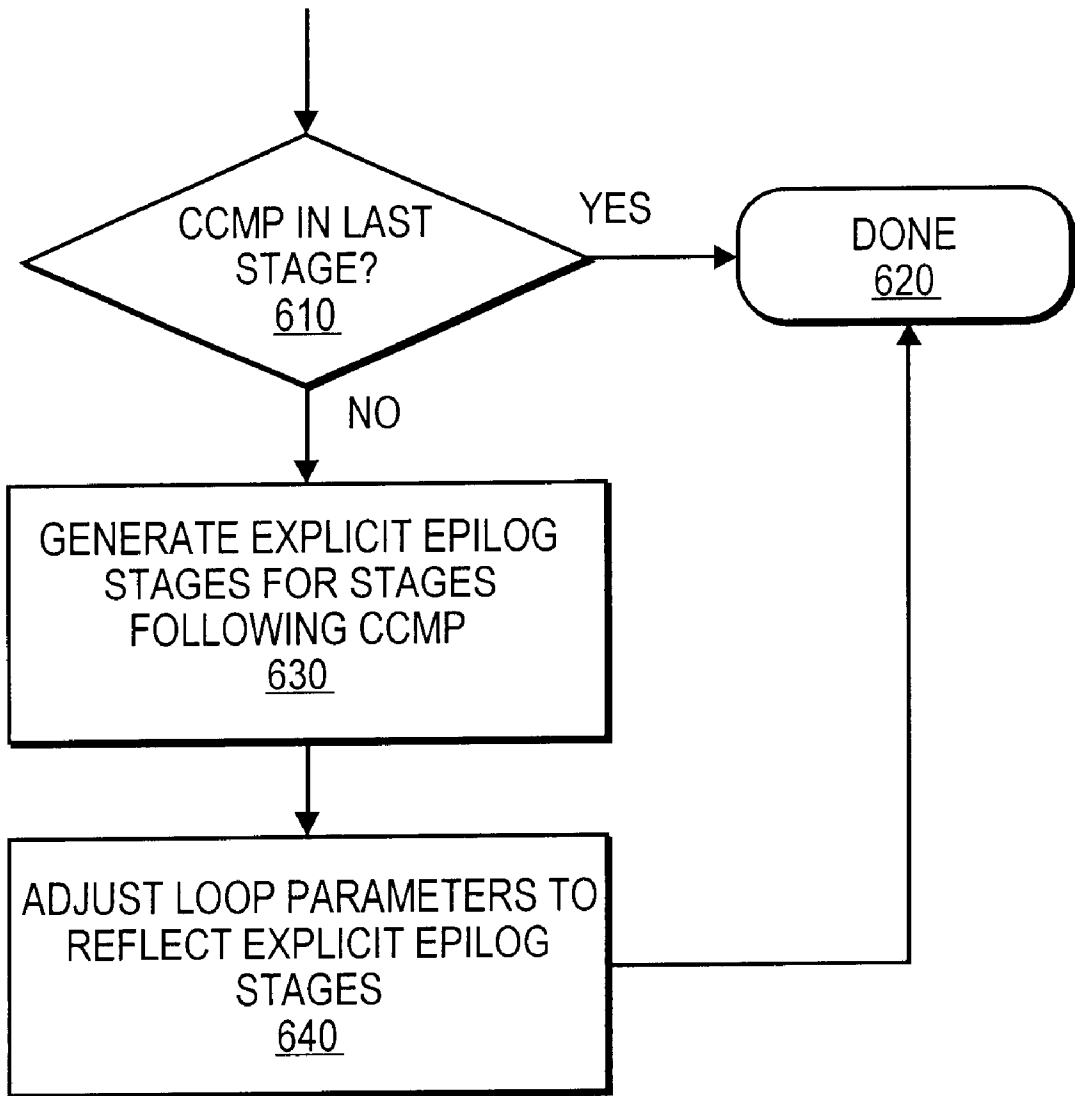 CCMP IN LAST
STAGE?
610
YES
DONE
620
NO
GENERATE EXPLICIT EPILOG
STAGES FOR STAGES
FOLLOWING CCMP
630
ADJUST LOOP PARAMETERS TO
REFLECT EXPLICIT EPILOG
STAGES
640